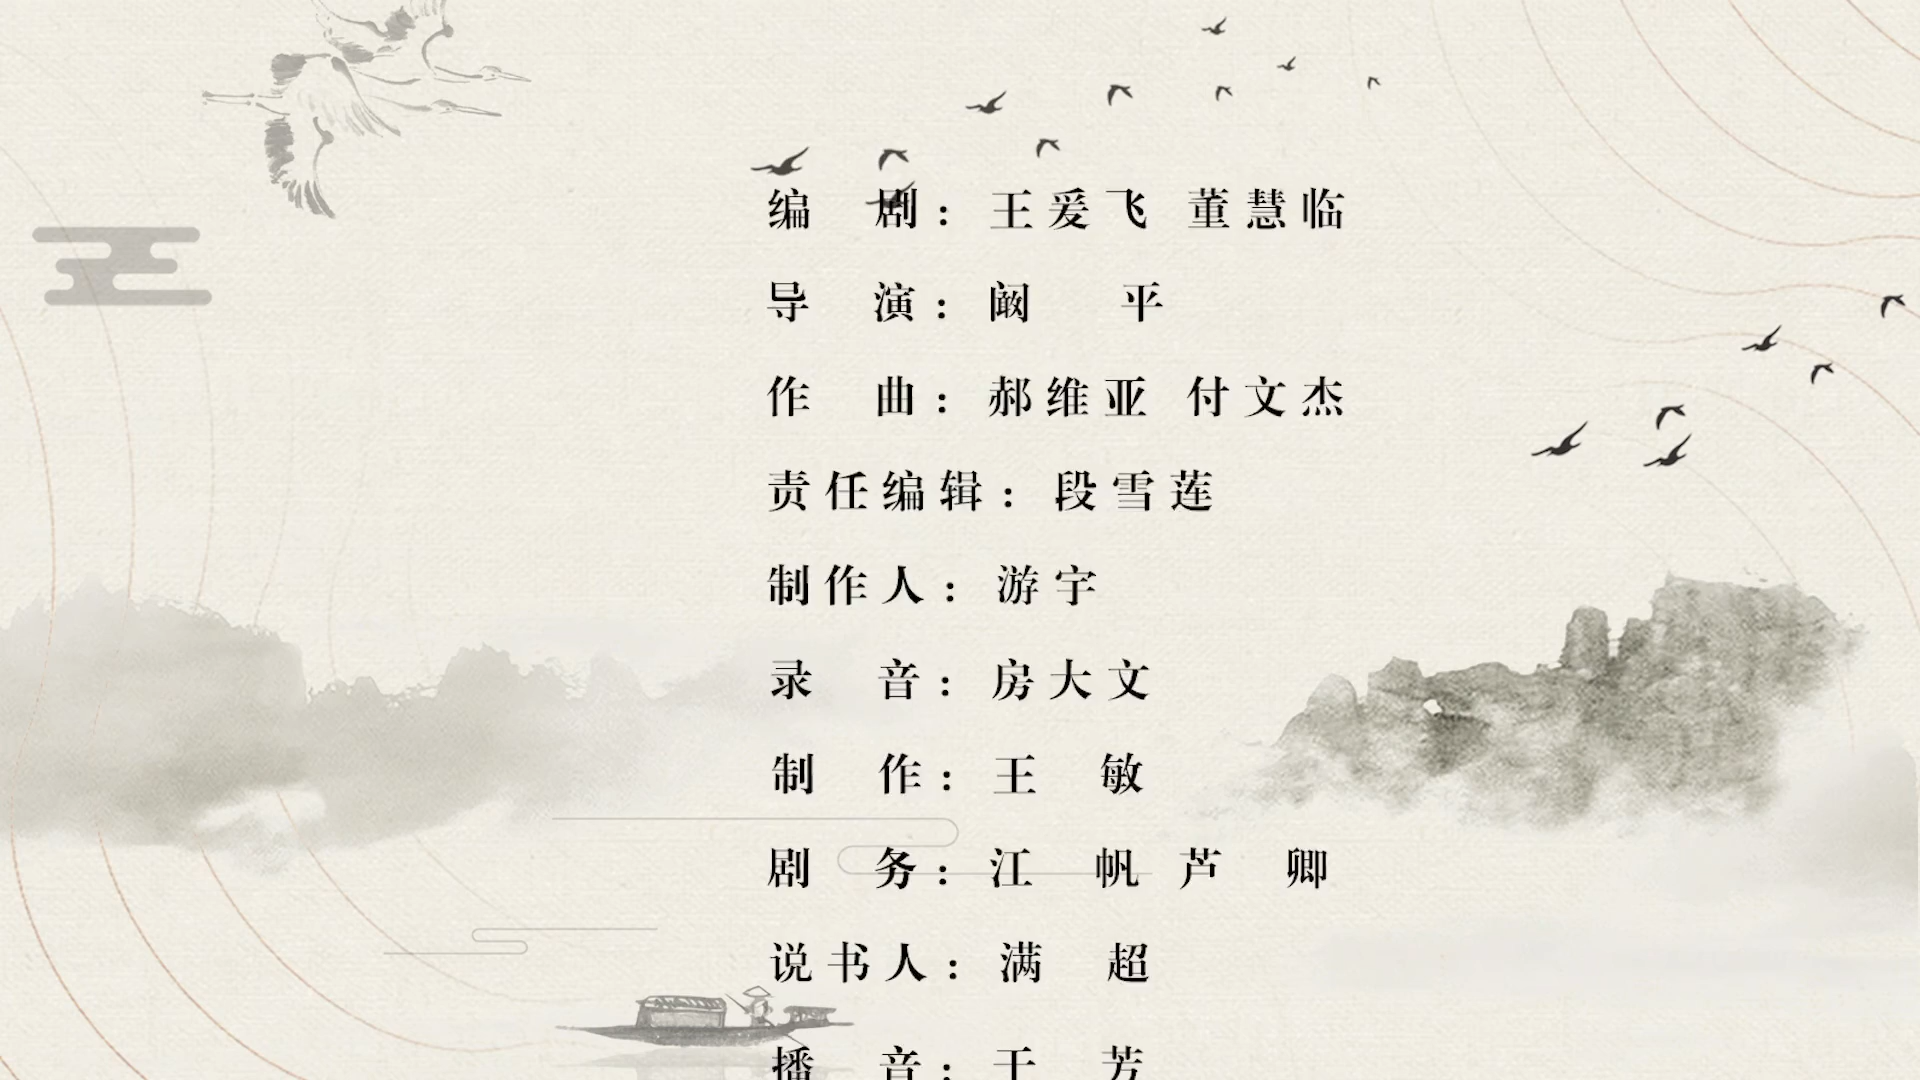 编 剧：王爰飞 董慧临
导 演：阚 平
作 曲：郝维亚 付文杰
责任编辑：段雪莲
制作人：游宇
录 音：房大文
制 作：王 敏
剧 务：江 帆 芦 卿
说书人：满 超
播 音： 芳